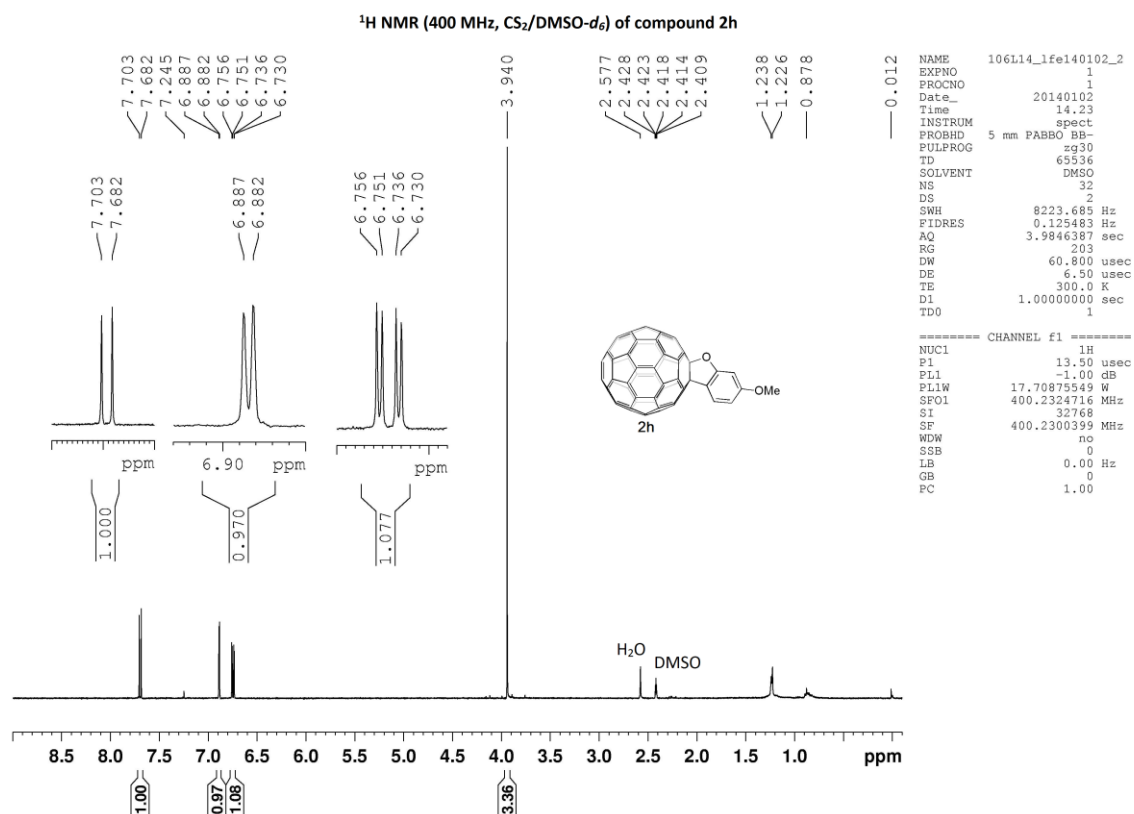 ¹H NMR (400 MHz, CS₂/DMSO-d₆) of compound 2h
7.703
7.682
7.245
6.887
6.882
6.756
6.751
6.736
6.730
3.940
2.577
2.428
2.423
2.418
2.414
2.409
1.238
1.226
0.878
0.012
NAME 106L14_1fe140102_2
EXPNO 1
PROCNO 1
Date_ 20140102
Time 14.23
INSTRUM spect
PROBHD 5 mm PABBO BB-
PULPROG zg30
TD 65536
SOLVENT DMSO
NS 32
DS 2
SWH 8223.685 Hz
FIDRES 0.125483 Hz
AQ 3.9846387 sec
RG 203
DW 60.800 usec
DE 6.50 usec
TE 300.0 K
D1 1.00000000 sec
TD0 1
======== CHANNEL f1 ========
NUC1 1H
P1 13.50 usec
PL1 -1.00 dB
PL1W 17.70875549 W
SFO1 400.2324716 MHz
SI 32768
SF 400.2300399 MHz
WDW no
SSB 0
LB 0.00 Hz
GB 0
PC 1.00
7.703
7.682
6.887
6.882
6.756
6.751
6.736
6.730
ppm
6.90 ppm
ppm
1.000
0.970
1.077
O
OMe
2h
H₂O
DMSO
8.5 8.0 7.5 7.0 6.5 6.0 5.5 5.0 4.5 4.0 3.5 3.0 2.5 2.0 1.5 1.0 ppm
1.00
0.97
1.08
3.36